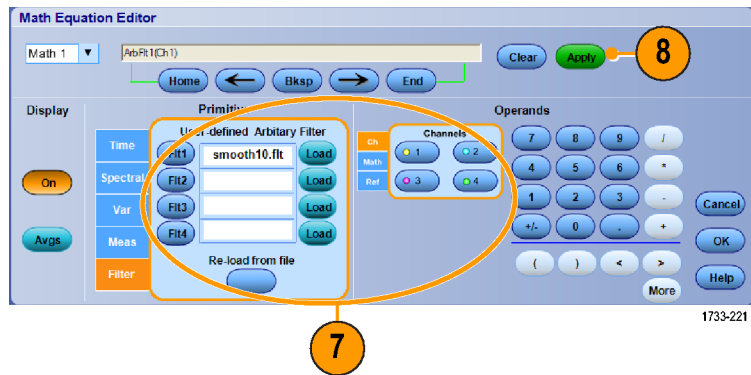 Math Equation Editor
Math 1
ArbFlt1(Ch1)
Clear
Apply
8
Home
Bksp
End
Display
Operands
User-defined Arbitary Filter
Channels
Time
Spectral
Var
Meas
Filter
Flt1
smooth10.flt
Load
Flt2
Load
Flt3
Load
Flt4
Load
Re-load from file
On
Avgs
Ch
Math
Ref
1
2
3
4
7
8
9
/
4
5
6
*
1
2
3
-
+/-
0
.
+
(
)
<
>
More
Cancel
OK
Help
7
1733-221